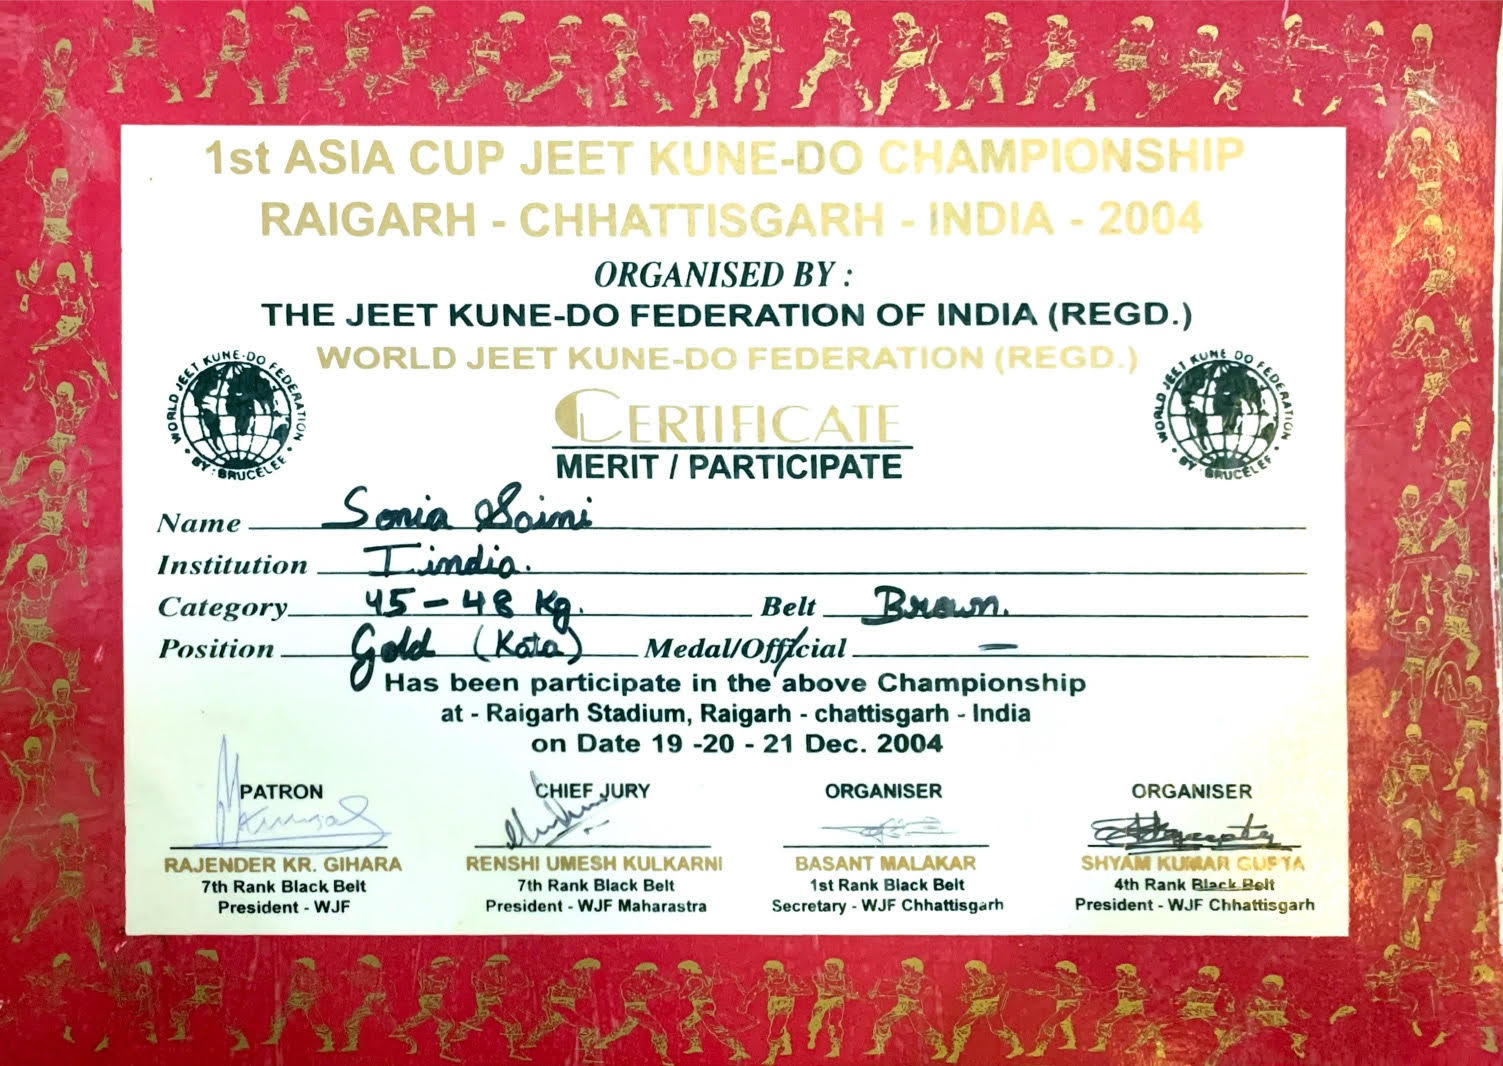 1st ASIA CUP JEET KUNE-DO CHAMPIONSHIP
RAIGARH - CHHATTISGARH - INDIA - 2004
ORGANISED BY :
THE JEET KUNE-DO FEDERATION OF INDIA (REGD.)
WORLD JEET KUNE-DO FEDERATION (REGD.)
WORLD JEET KUNE-DO FEDERATION • BY : BRUCELEE •
WORLD JEET KUNE DO FEDERATION • BY BRUCELEE •
CERTIFICATE
MERIT / PARTICIPATE
Name Sonia Saini
Institution Iindia.
Category 45-48 Kg. Belt Brown.
Position Gold (Kata) Medal/Official —
Has been participate in the above Championship
at - Raigarh Stadium, Raigarh - chattisgarh - India
on Date 19 -20 - 21 Dec. 2004
PATRON CHIEF JURY ORGANISER ORGANISER
RAJENDER KR. GIHARA RENSHI UMESH KULKARNI BASANT MALAKAR SHYAM KUMAR GUPTA
7th Rank Black Belt 7th Rank Black Belt 1st Rank Black Belt 4th Rank Black Belt
President - WJF President - WJF Maharastra Secretary - WJF Chhattisgarh President - WJF Chhattisgarh